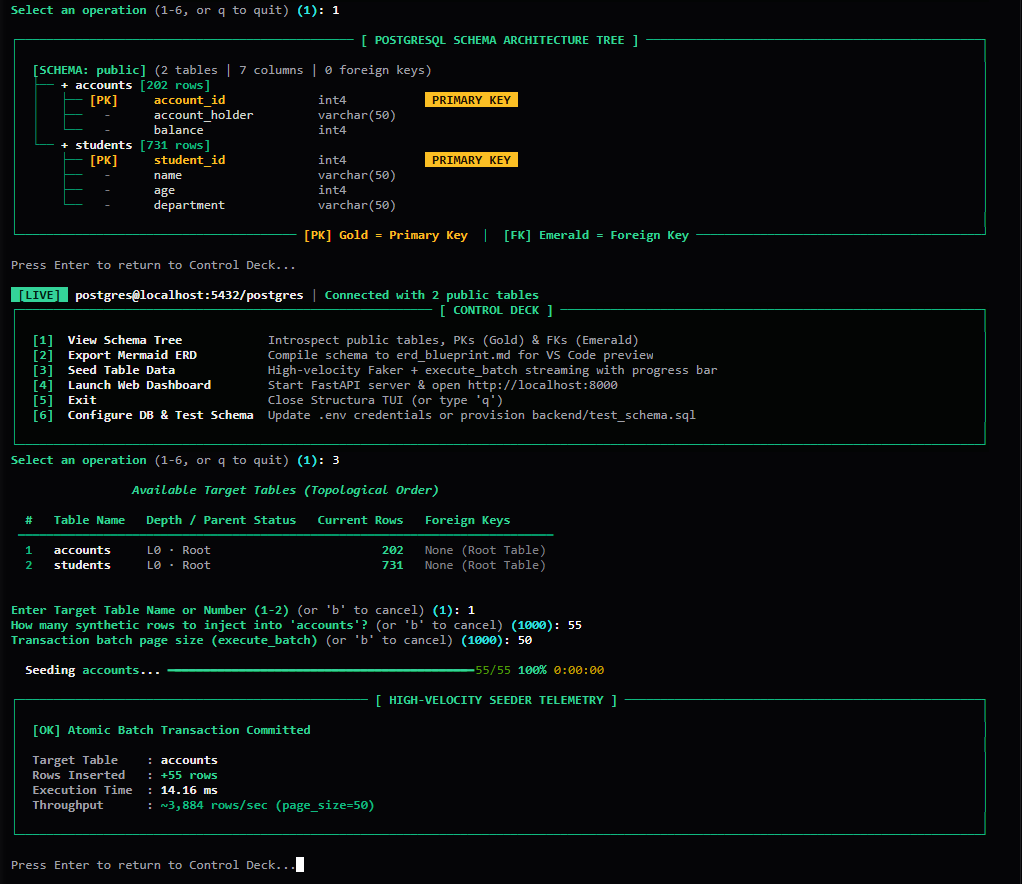 Select an operation (1-6, or q to quit) (1): 1
[ POSTGRESQL SCHEMA ARCHITECTURE TREE ]
[SCHEMA: public] (2 tables | 7 columns | 0 foreign keys)
+ accounts [202 rows]
[PK] account_id int4 PRIMARY KEY
- account_holder varchar(50)
- balance int4
+ students [731 rows]
[PK] student_id int4 PRIMARY KEY
- name varchar(50)
- age int4
- department varchar(50)
[PK] Gold = Primary Key | [FK] Emerald = Foreign Key
Press Enter to return to Control Deck...
[LIVE] postgres@localhost:5432/postgres | Connected with 2 public tables
[ CONTROL DECK ]
[1] View Schema Tree Introspect public tables, PKs (Gold) & FKs (Emerald)
[2] Export Mermaid ERD Compile schema to erd_blueprint.md for VS Code preview
[3] Seed Table Data High-velocity Faker + execute_batch streaming with progress bar
[4] Launch Web Dashboard Start FastAPI server & open http://localhost:8000
[5] Exit Close Structura TUI (or type 'q')
[6] Configure DB & Test Schema Update .env credentials or provision backend/test_schema.sql
Select an operation (1-6, or q to quit) (1): 3
Available Target Tables (Topological Order)
# Table Name Depth / Parent Status Current Rows Foreign Keys
1 accounts L0 · Root 202 None (Root Table)
2 students L0 · Root 731 None (Root Table)
Enter Target Table Name or Number (1-2) (or 'b' to cancel) (1): 1
How many synthetic rows to inject into 'accounts'? (or 'b' to cancel) (1000): 55
Transaction batch page size (execute_batch) (or 'b' to cancel) (1000): 50
Seeding accounts... 55/55 100% 0:00:00
[ HIGH-VELOCITY SEEDER TELEMETRY ]
[OK] Atomic Batch Transaction Committed
Target Table : accounts
Rows Inserted : +55 rows
Execution Time : 14.16 ms
Throughput : ~3,884 rows/sec (page_size=50)
Press Enter to return to Control Deck...